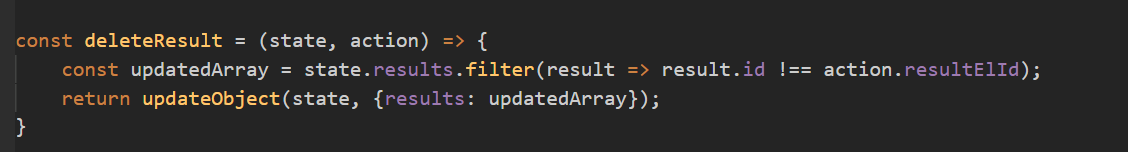 const deleteResult = (state, action) => {
    const updatedArray = state.results.filter(result => result.id !== action.resultElId);
    return updateObject(state, {results: updatedArray});
}